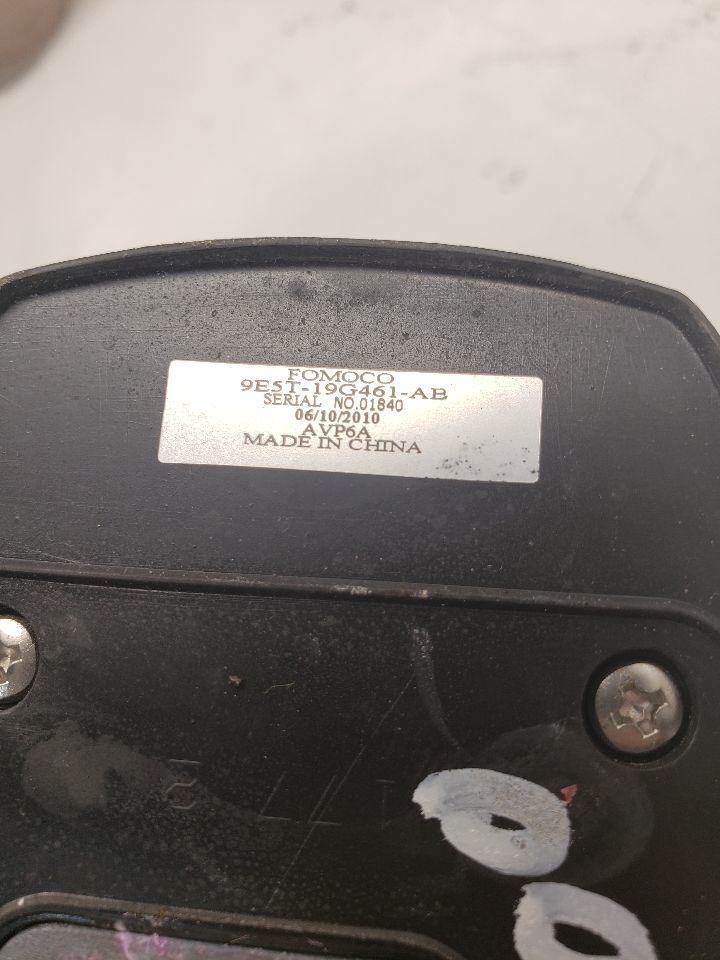 FOMOCO
9E5T-19G461-AB
SERIAL NO.01840
06/10/2010
AVP6A
MADE IN CHINA